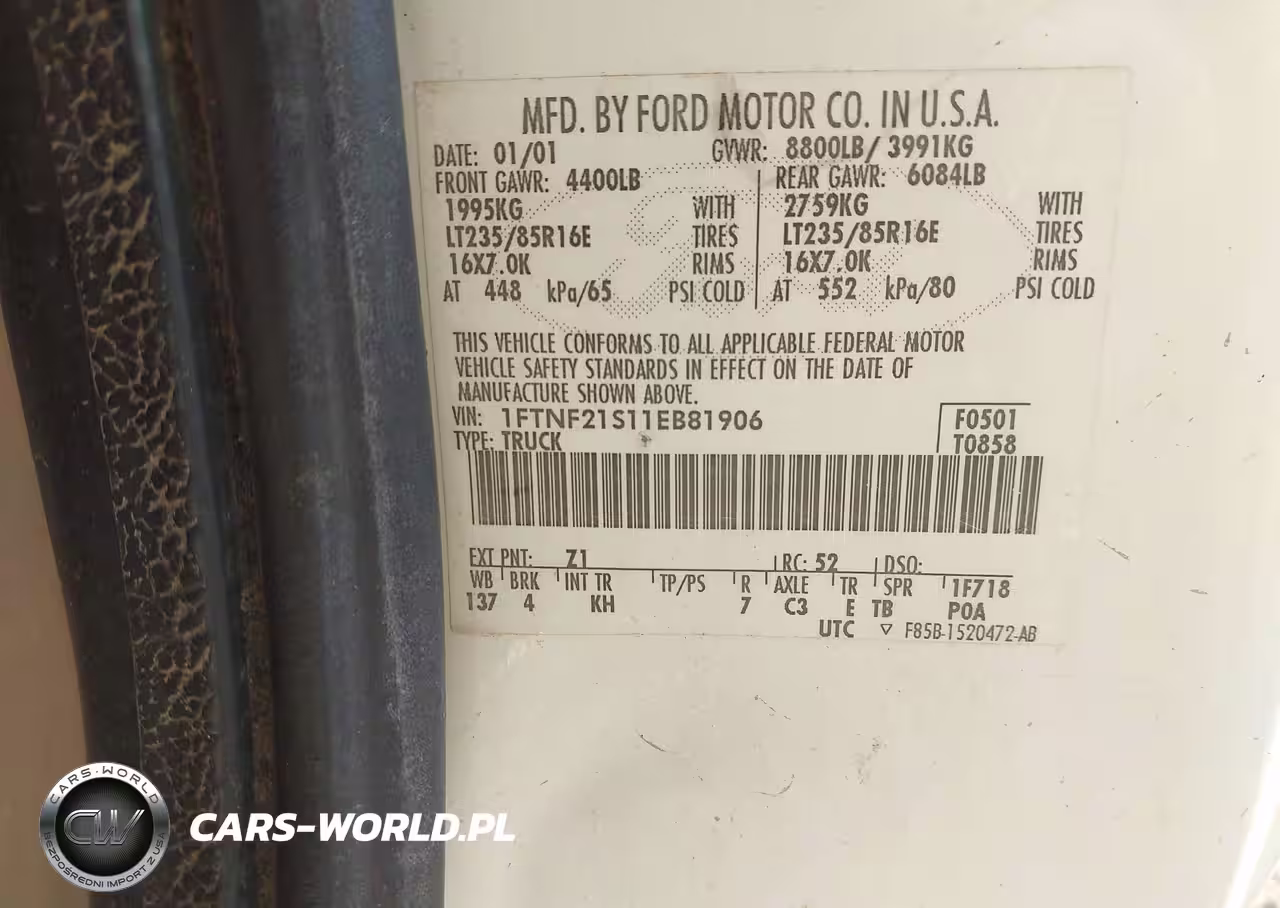 MFD. BY FORD MOTOR CO. IN U.S.A.
DATE: 01/01 GVWR: 8800LB/ 3991KG
FRONT GAWR: 4400LB REAR GAWR: 6084LB
1995KG WITH 2759KG WITH
LT235/85R16E TIRES LT235/85R16E TIRES
16X7.0K RIMS 16X7.0K RIMS
AT 448 kPa/65 PSI COLD AT 552 kPa/80 PSI COLD
THIS VEHICLE CONFORMS TO ALL APPLICABLE FEDERAL MOTOR
VEHICLE SAFETY STANDARDS IN EFFECT ON THE DATE OF
MANUFACTURE SHOWN ABOVE.
VIN: 1FTNF21S11EB81906 F0501
TYPE: TRUCK T0858
EXT PNT: Z1 RC: 52 DSO:
WB BRK INT TR TP/PS R AXLE TR SPR 1F718
137 4 KH 7 C3 E TB POA
UTC ▽ F85B-1520472-AB
CARS-WORLD
CW
BEZPOŚREDNI IMPORT Z USA
CARS-WORLD.PL